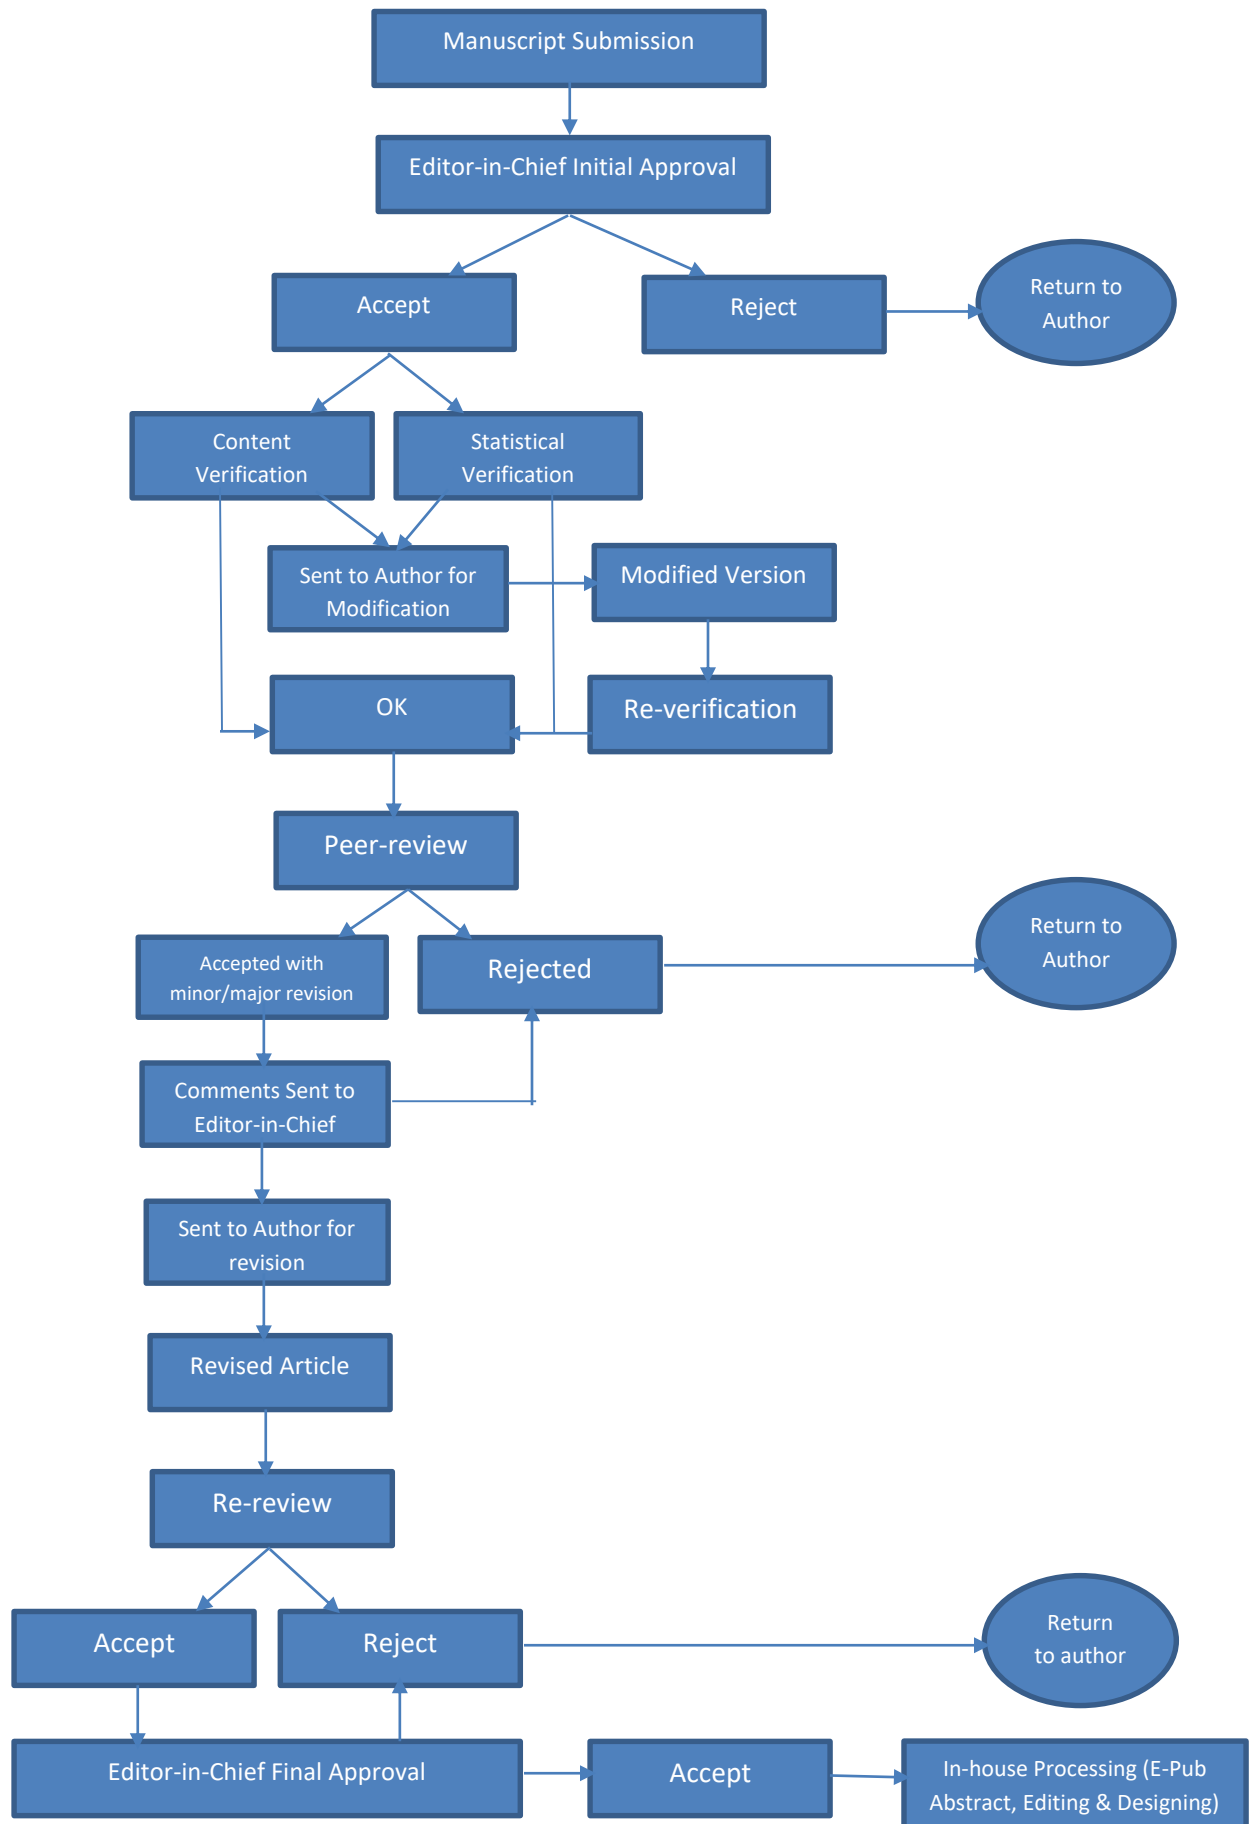 Manuscript Submission
Editor-in-Chief Initial Approval
Accept
Reject
Return to
Author
Content
Verification
Statistical
Verification
Sent to Author for
Modification
Modified Version
OK
Re-verification
Peer-review
Accepted with
minor/major revision
Rejected
Return to
Author
Comments Sent to
Editor-in-Chief
Sent to Author for
revision
Revised Article
Re-review
Accept
Reject
Return
to author
Editor-in-Chief Final Approval
Accept
In-house Processing (E-Pub
Abstract, Editing & Designing)